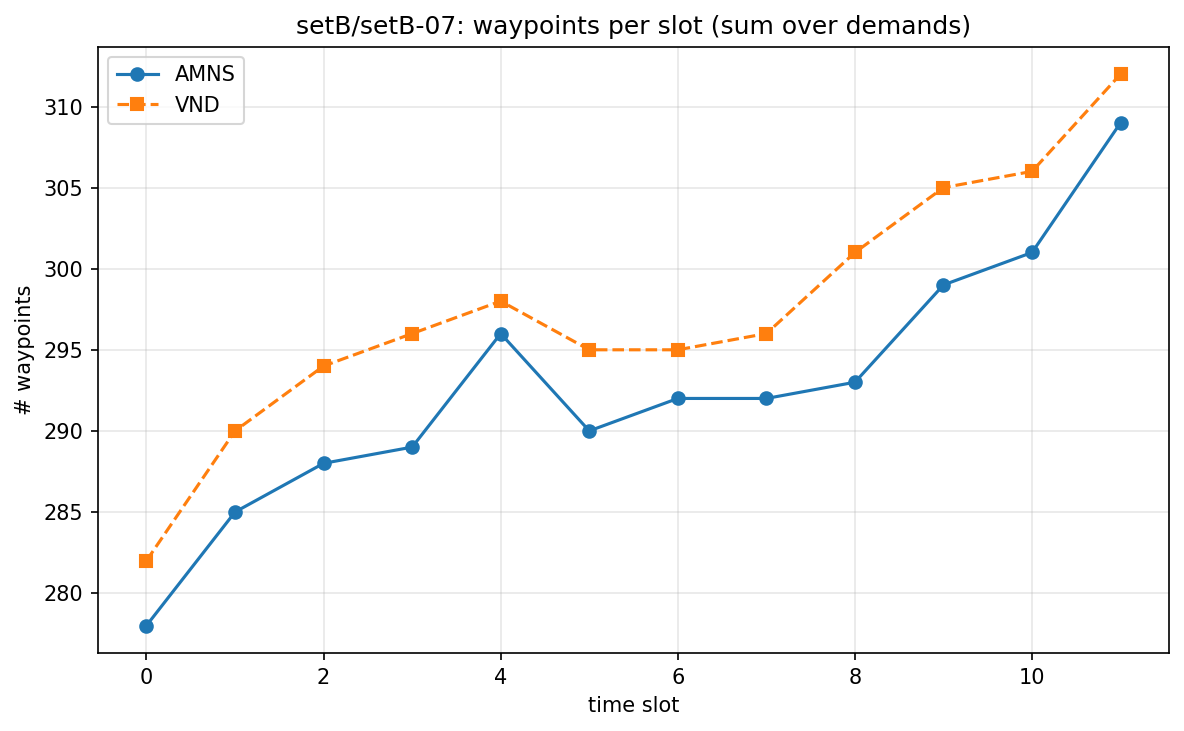 setB/setB-07: waypoints per slot (sum over demands)
AMNS
VND
# waypoints
310
305
300
295
290
285
280
0 2 4 6 8 10
time slot